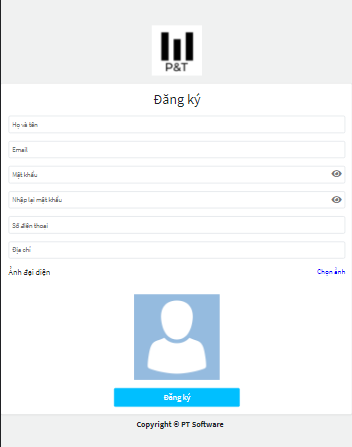 P&T
Đăng ký
Họ và tên
Email
Mật khẩu
Nhập lại mật khẩu
Số điện thoại
Địa chỉ
Ảnh đại diện
Chọn ảnh
Đăng ký
Copyright © PT Software